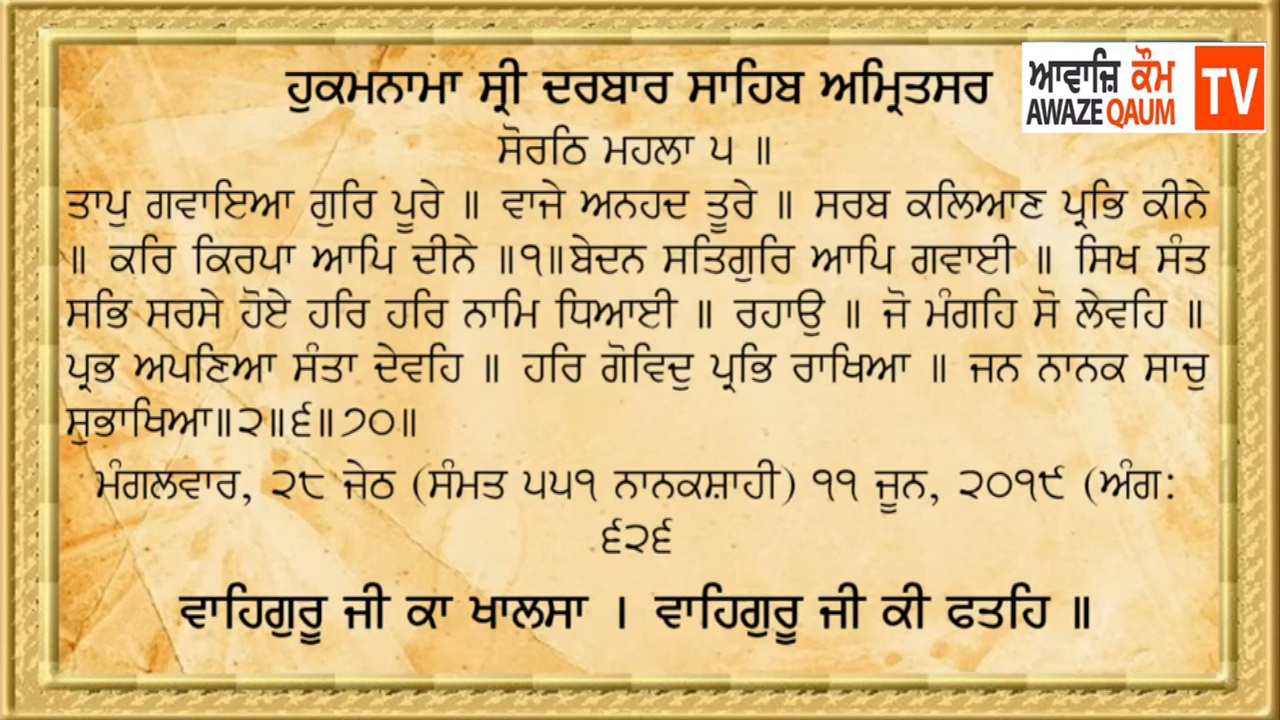 ਹੁਕਮਨਾਮਾ ਸ੍ਰੀ ਦਰਬਾਰ ਸਾਹਿਬ ਅਮ੍ਰਿਤਸਰ
ਆਵਾਜ਼ਿ ਕੌਮ
AWAZE QAUM
TV
ਸੋਰਠਿ ਮਹਲਾ ੫ ॥
ਤਾਪੁ ਗਵਾਇਆ ਗੁਰਿ ਪੂਰੇ ॥ ਵਾਜੇ ਅਨਹਦ ਤੂਰੇ ॥ ਸਰਬ ਕਲਿਆਣ ਪ੍ਰਭਿ ਕੀਨੇ
॥ ਕਰਿ ਕਿਰਪਾ ਆਪਿ ਦੀਨੇ ॥੧॥ਬੇਦਨ ਸਤਿਗੁਰਿ ਆਪਿ ਗਵਾਈ ॥ ਸਿਖ ਸੰਤ
ਸਭਿ ਸਰਸੇ ਹੋਏ ਹਰਿ ਹਰਿ ਨਾਮਿ ਧਿਆਈ ॥ ਰਹਾਉ ॥ ਜੋ ਮੰਗਹਿ ਸੋ ਲੇਵਹਿ ॥
ਪ੍ਰਭ ਅਪਣਿਆ ਸੰਤਾ ਦੇਵਹਿ ॥ ਹਰਿ ਗੋਵਿਦੁ ਪ੍ਰਭਿ ਰਾਖਿਆ ॥ ਜਨ ਨਾਨਕ ਸਾਚੁ
ਸੁਭਾਖਿਆ॥੨॥੬॥੭੦॥
ਮੰਗਲਵਾਰ, ੨੮ ਜੇਠ (ਸੰਮਤ ੫੫੧ ਨਾਨਕਸ਼ਾਹੀ) ੧੧ ਜੂਨ, ੨੦੧੯ (ਅੰਗ:
੬੨੬
ਵਾਹਿਗੁਰੂ ਜੀ ਕਾ ਖਾਲਸਾ । ਵਾਹਿਗੁਰੂ ਜੀ ਕੀ ਫਤਹਿ ॥